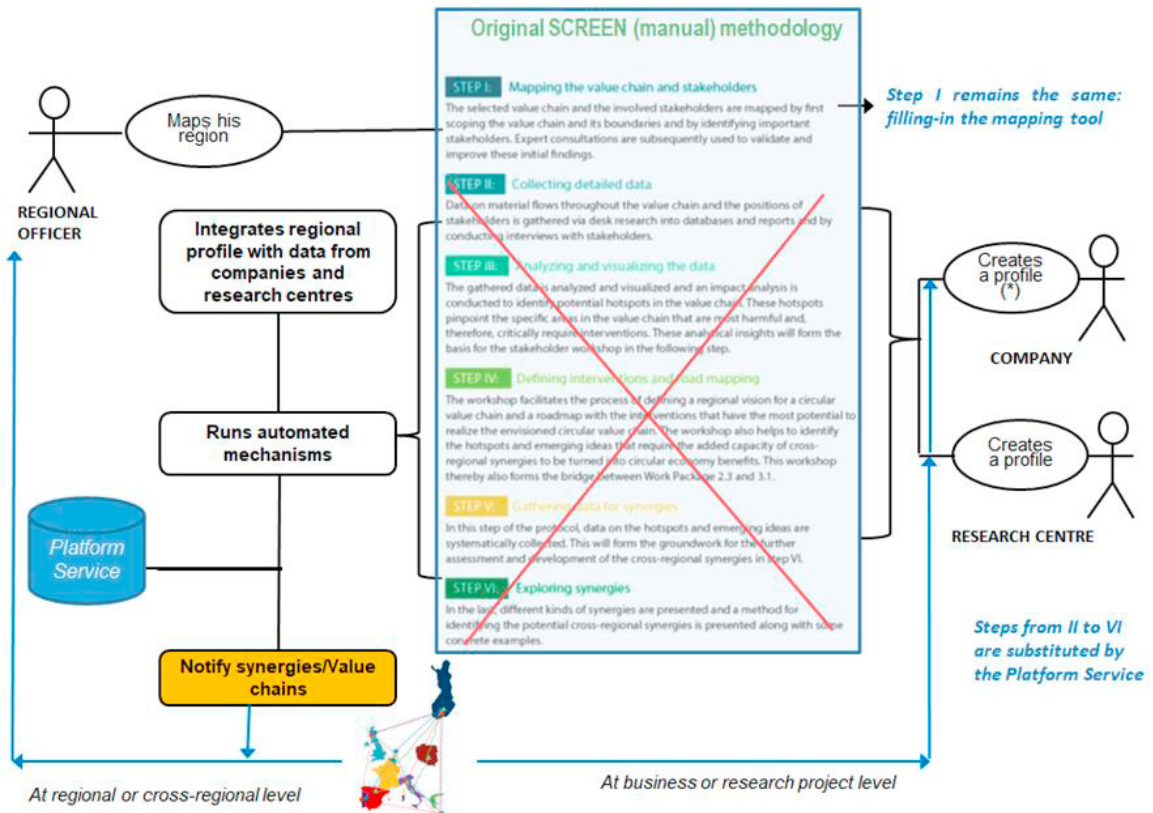 Original SCREEN (manual) methodology
STEP I: Mapping the value chain and stakeholders
The selected value chain and the involved stakeholders are mapped by first
scoping the value chain and its boundaries and by identifying important
stakeholders. Expert consultations are subsequently used to validate and
improve these initial findings.
STEP II: Collecting detailed data
Data on material flows throughout the value chain and the positions of
stakeholders is gathered via desk research into databases and reports and by
conducting interviews with stakeholders.
STEP III: Analyzing and visualizing the data
The gathered data is analyzed and visualized and an impact analysis is
conducted to identify potential hotspots in the value chain. These hotspots
pinpoint the specific areas in the value chain that are most harmful and,
therefore, critically require interventions. These analytical insights will form the
basis for the stakeholder workshop in the following step.
STEP IV: Defining interventions and road mapping
The workshop facilitates the process of defining a regional vision for a circular
value chain and a roadmap with the interventions that have the most potential to
realize the envisioned circular value chain. The workshop also helps to identify
the hotspots and emerging ideas that require the added capacity of cross-
regional synergies to be turned into circular economy benefits. This workshop
thereby also forms the bridge between Work Package 2.3 and 3.1.
STEP V: Gathering data for synergies
In this step of the protocol, data on the hotspots and emerging ideas are
systematically collected. This will form the groundwork for the further
assessment and development of the cross-regional synergies in step VI.
STEP VI: Exploring synergies
In the last, different kinds of synergies are presented and a method for
identifying the potential cross-regional synergies is presented along with some
concrete examples.
Maps his
region
REGIONAL
OFFICER
Integrates regional
profile with data from
companies and
research centres
Runs automated
mechanisms
Platform
Service
Notify synergies/Value
chains
At regional or cross-regional level
Step I remains the same:
filling-in the mapping tool
Creates
a profile
(*)
COMPANY
Creates
a profile
RESEARCH CENTRE
Steps from II to VI
are substituted by
the Platform Service
At business or research project level